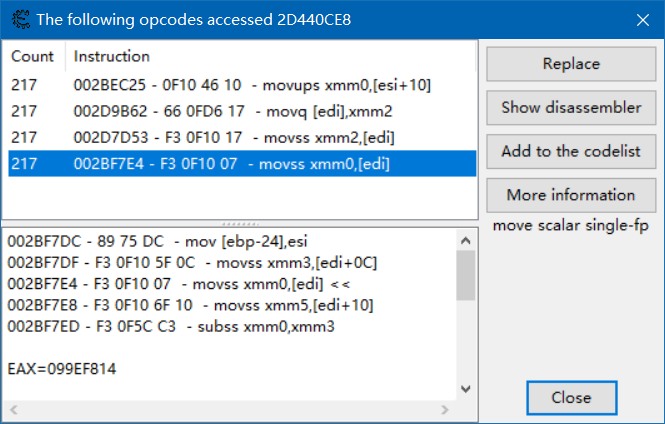 The following opcodes accessed 2D440CE8
Count Instruction
217 002BEC25 - 0F10 46 10 - movups xmm0,[esi+10]
217 002D9B62 - 66 0FD6 17 - movq [edi],xmm2
217 002D7D53 - F3 0F10 17 - movss xmm2,[edi]
217 002BF7E4 - F3 0F10 07 - movss xmm0,[edi]
Replace
Show disassembler
Add to the codelist
More information
move scalar single-fp
002BF7DC - 89 75 DC - mov [ebp-24],esi
002BF7DF - F3 0F10 5F 0C - movss xmm3,[edi+0C]
002BF7E4 - F3 0F10 07 - movss xmm0,[edi] <<
002BF7E8 - F3 0F10 6F 10 - movss xmm5,[edi+10]
002BF7ED - F3 0F5C C3 - subss xmm0,xmm3
EAX=099EF814
Close